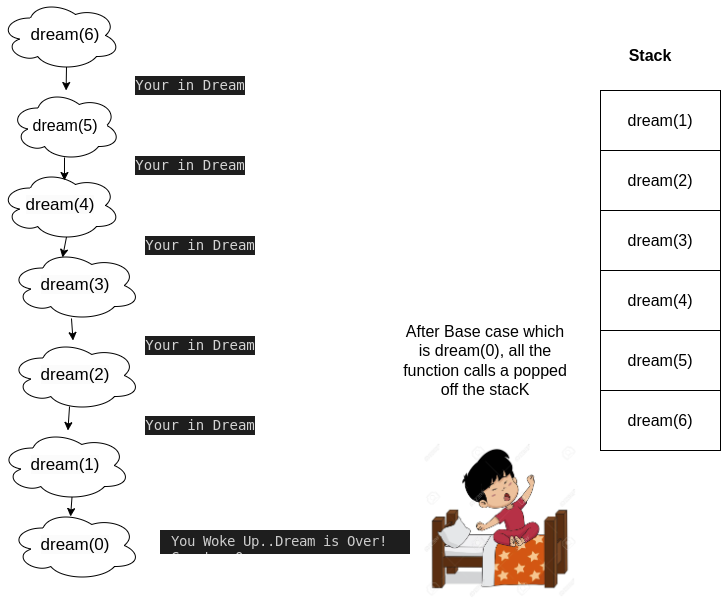 dream(6)
Your in Dream
dream(5)
Your in Dream
dream(4)
Your in Dream
dream(3)
Your in Dream
dream(2)
Your in Dream
dream(1)
dream(0)
You Woke Up..Dream is Over!
After Base case which
is dream(0), all the
function calls a popped
off the stacK
Stack
dream(1)
dream(2)
dream(3)
dream(4)
dream(5)
dream(6)